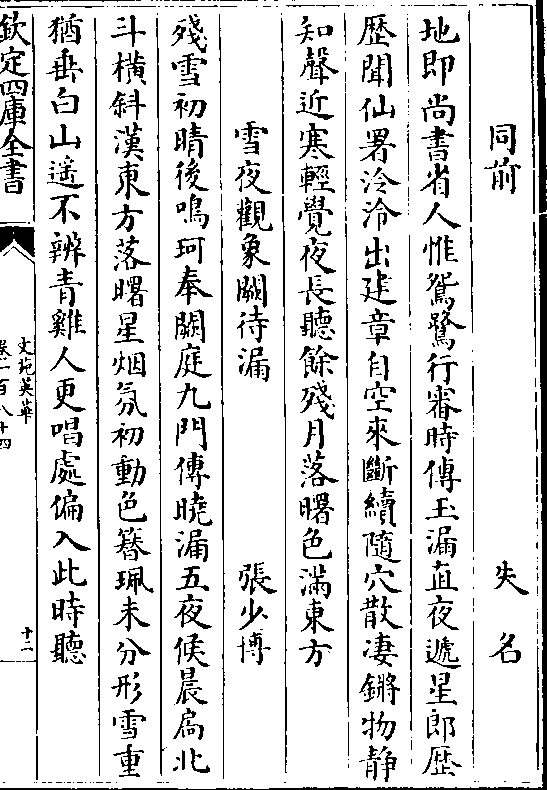 同前　失名
地即尚書省人惟鴛鷺行審時傳玉漏直夜遞星郎歴
歴聞仙署泠泠出建章自空來斷續隨穴散凄鏘物静
知聲近寒輕覺夜長聽餘殘月落曙色滿東方
雪夜觀象闕待漏　張少博
殘雪初晴後鳴珂奉闕庭九門傳曉漏五夜候晨扃北
斗橫斜漢東方落曙星烟氛初動色簮珮未分形雪重
猶垂白山遥不辨青雞人更唱處偏入此時聽
欽定四庫全書
文苑英華
卷一百八十四
十二